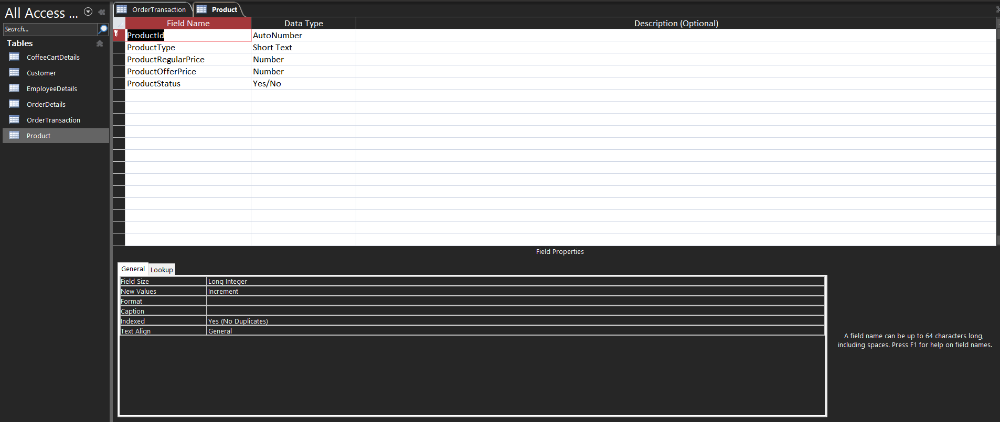 All Access ...
Search...
Tables
CoffeeCartDetails
Customer
EmployeeDetails
OrderDetails
OrderTransaction
Product
OrderTransaction Product
Field Name Data Type Description (Optional)
ProductId AutoNumber
ProductType Short Text
ProductRegularPrice Number
ProductOfferPrice Number
ProductStatus Yes/No
Field Properties
General Lookup
Field Size Long Integer
New Values Increment
Format
Caption
Indexed Yes (No Duplicates)
Text Align General
A field name can be up to 64 characters long,
including spaces. Press F1 for help on field names.